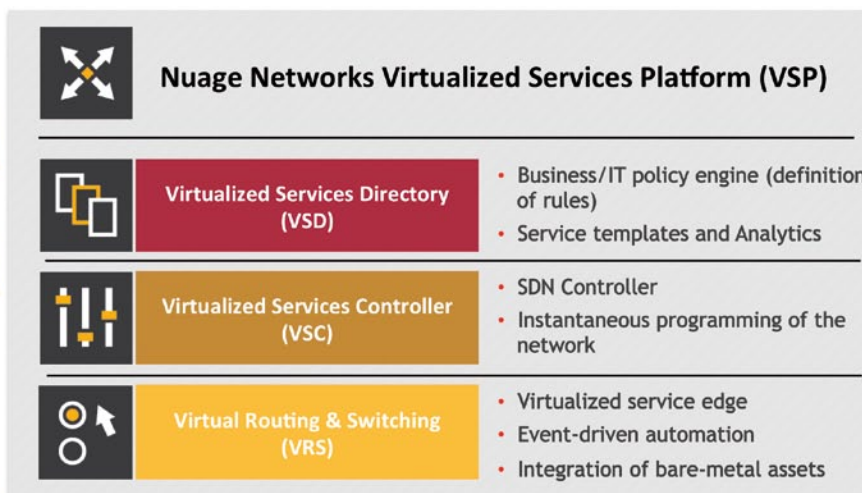 Nuage Networks Virtualized Services Platform (VSP)
Virtualized Services Directory
(VSD)
• Business/IT policy engine (definition
of rules)
• Service templates and Analytics
Virtualized Services Controller
(VSC)
• SDN Controller
• Instantaneous programming of the
network
Virtual Routing & Switching
(VRS)
• Virtualized service edge
• Event-driven automation
• Integration of bare-metal assets